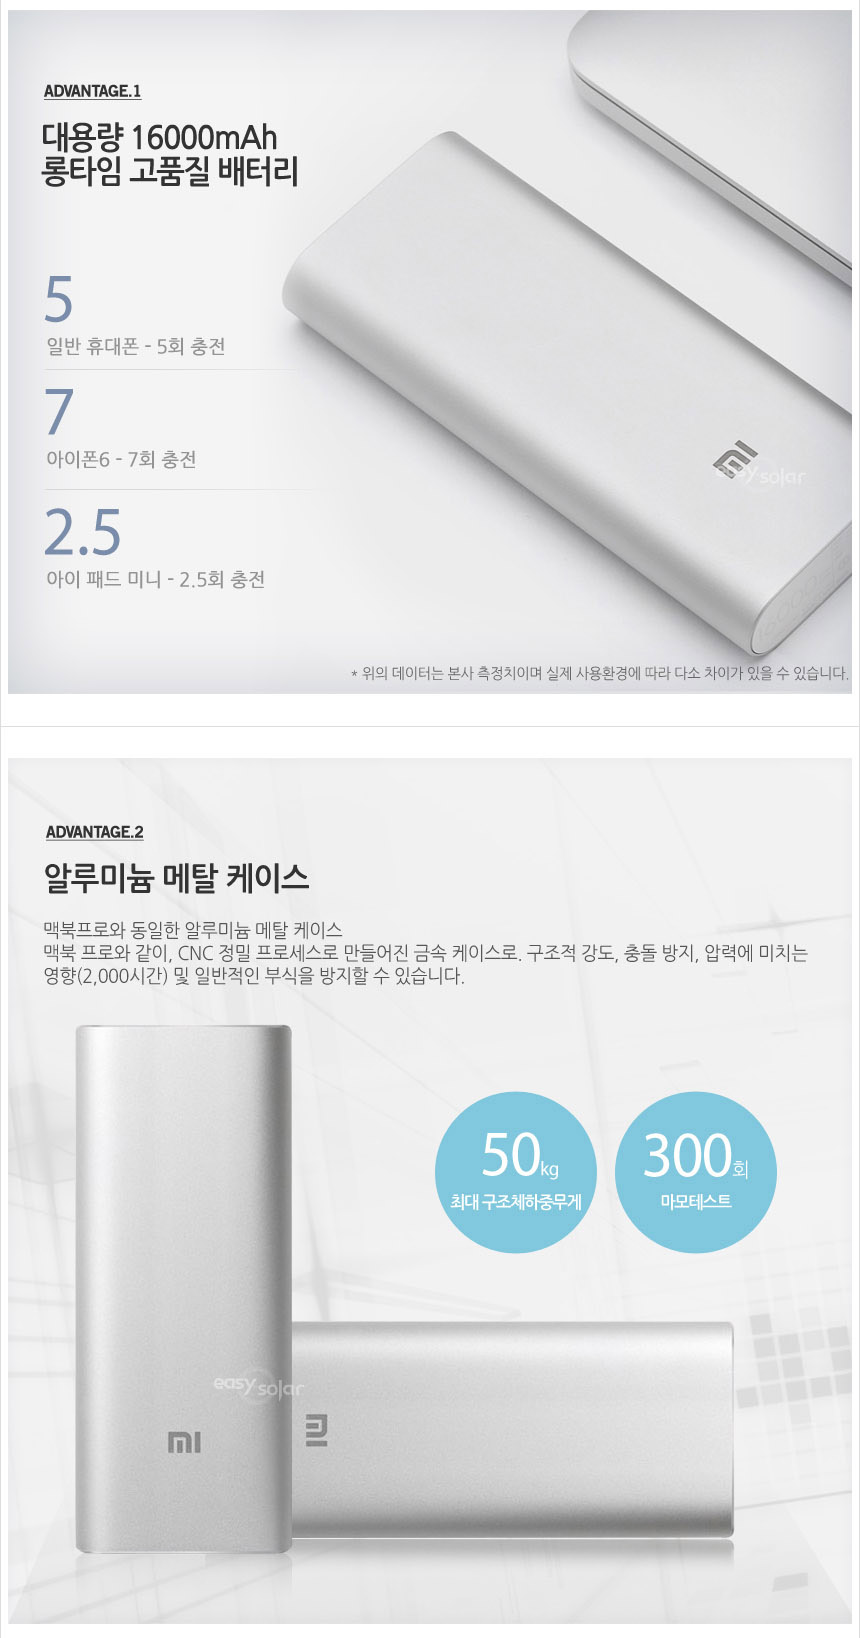 ADVANTAGE.1
대용량 16000mAh
롱타임 고품질 배터리
5
일반 휴대폰 - 5회 충전
7
아이폰6 - 7회 충전
2.5
아이 패드 미니 - 2.5회 충전
mi
easy solar
* 위의 데이터는 본사 측정치이며 실제 사용환경에 따라 다소 차이가 있을 수 있습니다.
ADVANTAGE.2
알루미늄 메탈 케이스
맥북프로와 동일한 알루미늄 메탈 케이스
맥북 프로와 같이, CNC 정밀 프로세스로 만들어진 금속 케이스로. 구조적 강도, 충돌 방지, 압력에 미치는
영향(2,000시간) 및 일반적인 부식을 방지할 수 있습니다.
50kg
최대 구조체하중무게
300회
마모테스트
easy solar
mi
mi